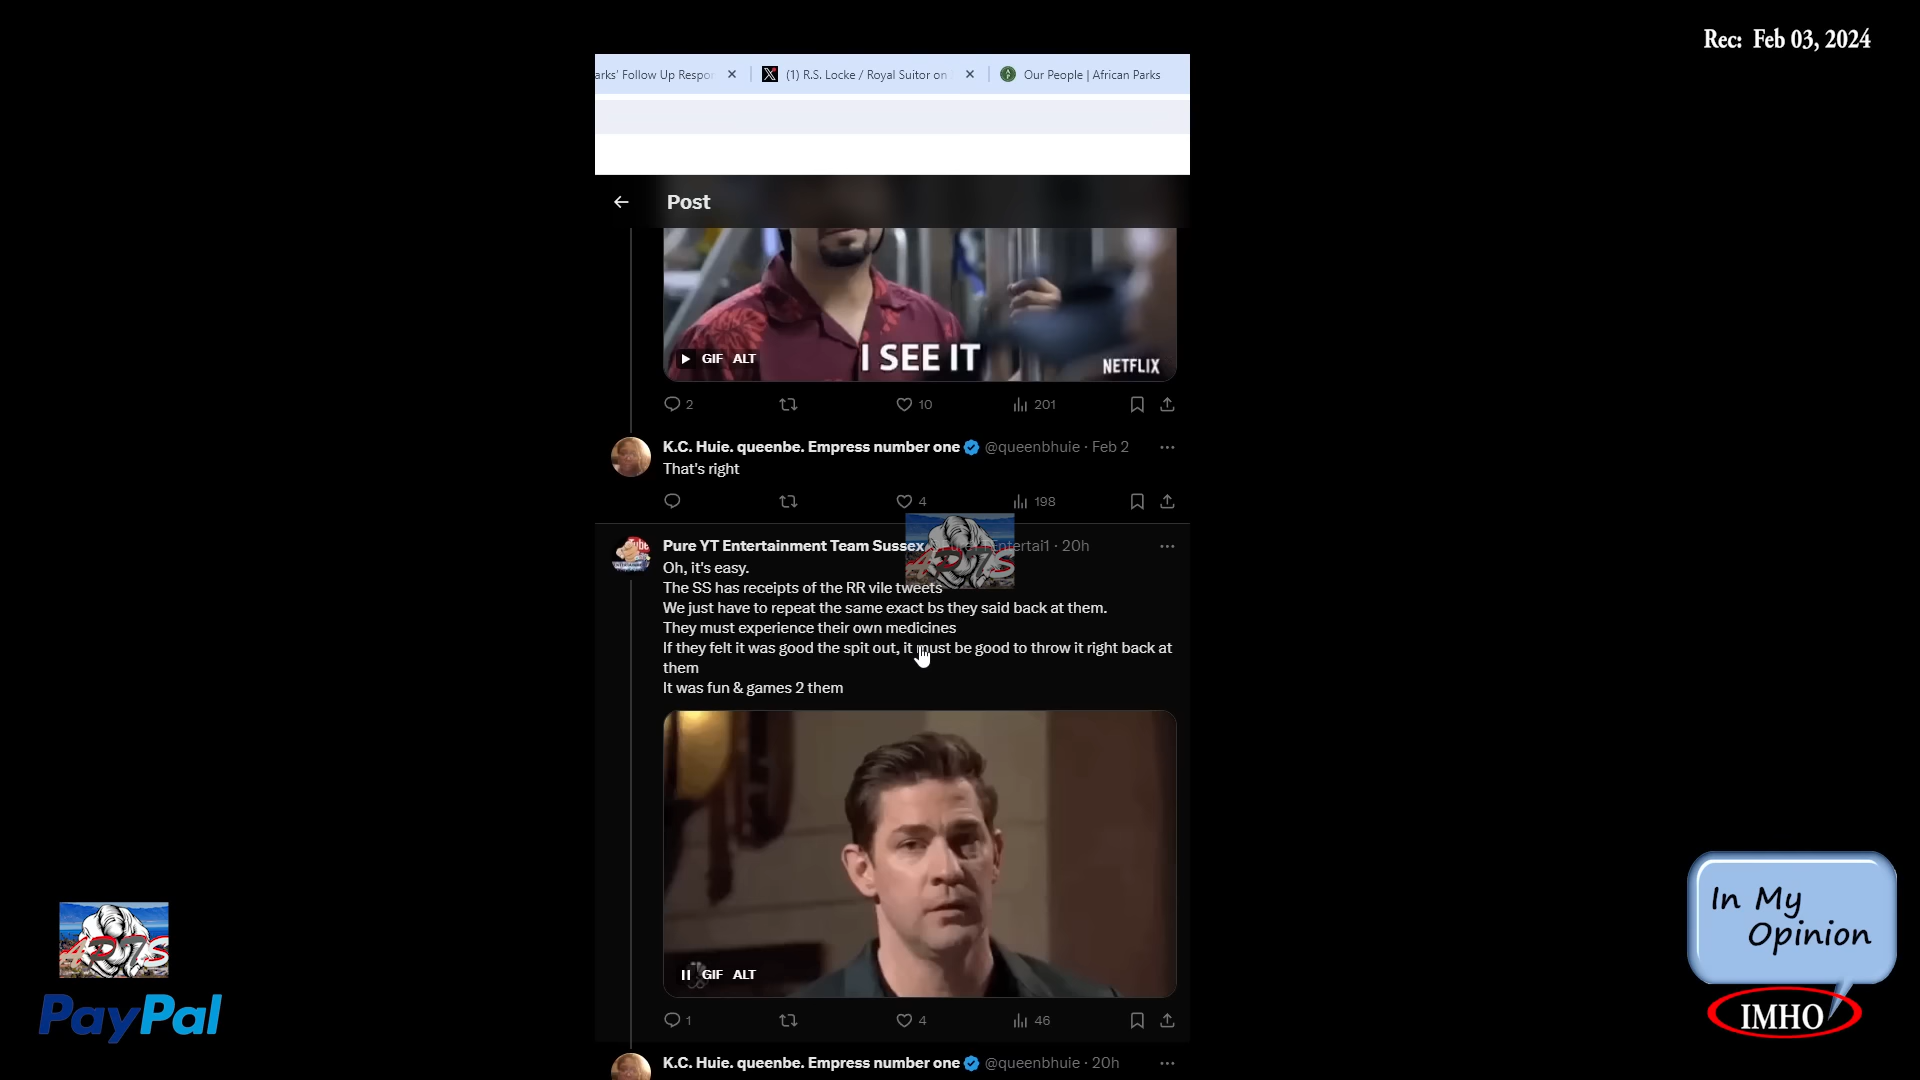 Rec: Feb 03, 2024
arks' Follow Up Respo
(1) R.S. Locke / Royal Suitor on
Our People | African Parks
Post
I SEE IT
NETFLIX
GIF ALT
2 10 201
K.C. Huie. queenbe. Empress number one @queenbhuie · Feb 2
That's right
4 198
Pure YT Entertainment Team Sussex · 20h
Oh, it's easy.
The SS has receipts of the RR vile tweets
We just have to repeat the same exact bs they said back at them.
They must experience their own medicines
If they felt it was good the spit out, it must be good to throw it right back at
them
It was fun & games 2 them
GIF ALT
1 4 46
K.C. Huie. queenbe. Empress number one @queenbhuie · 20h
PayPal
In My
Opinion
IMHO